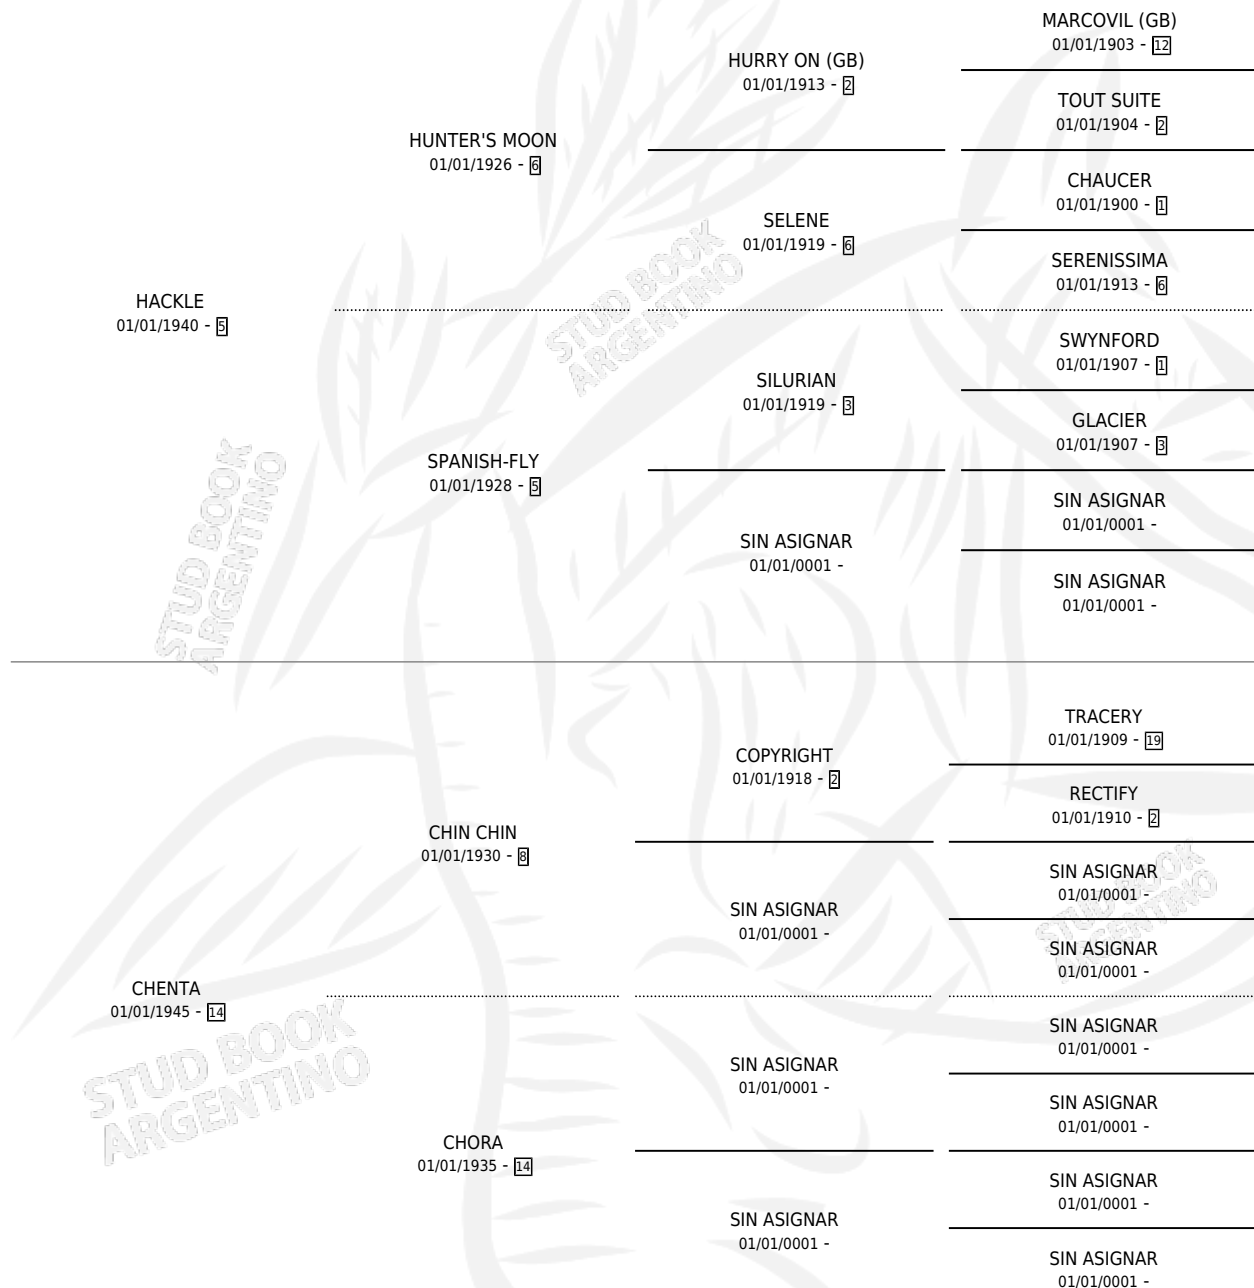 MARCOVIL (GB)
01/01/1903 - 12
HURRY ON (GB)
01/01/1913 - 2
TOUT SUITE
01/01/1904 - 2
HUNTER'S MOON
01/01/1926 - 6
CHAUCER
01/01/1900 - 1
SELENE
01/01/1919 - 6
SERENISSIMA
01/01/1913 - 6
HACKLE
01/01/1940 - 5
SWYNFORD
01/01/1907 - 1
SILURIAN
01/01/1919 - 3
GLACIER
01/01/1907 - 3
SPANISH-FLY
01/01/1928 - 5
SIN ASIGNAR
01/01/0001 -
SIN ASIGNAR
01/01/0001 -
SIN ASIGNAR
01/01/0001 -
STUD BOOK
ARGENTINO
STUD BOOK
ARGENTINO
TRACERY
01/01/1909 - 19
COPYRIGHT
01/01/1918 - 2
RECTIFY
01/01/1910 - 2
CHIN CHIN
01/01/1930 - 8
SIN ASIGNAR
01/01/0001 -
SIN ASIGNAR
01/01/0001 -
SIN ASIGNAR
01/01/0001 -
STUD BOOK
ARGENTINO
CHENTA
01/01/1945 - 14
SIN ASIGNAR
01/01/0001 -
SIN ASIGNAR
01/01/0001 -
SIN ASIGNAR
01/01/0001 -
CHORA
01/01/1935 - 14
SIN ASIGNAR
01/01/0001 -
SIN ASIGNAR
01/01/0001 -
SIN ASIGNAR
01/01/0001 -
STUD BOOK
ARGENTINO